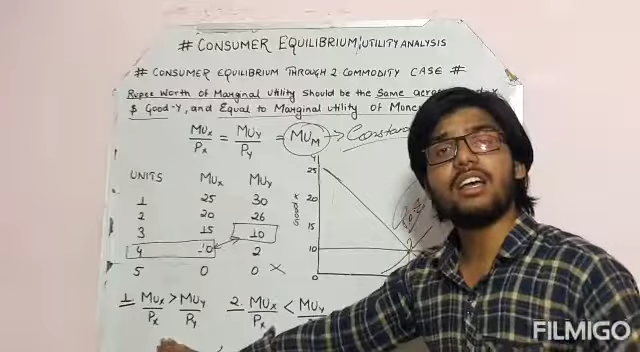 # CONSUMER EQUILIBRIUM, UTILITY ANALYSIS
# CONSUMER EQUILIBRIUM THROUGH 2 COMMODITY CASE #
Rupee Worth of Marginal Utility should be the Same
$ Good-Y, and Equal to Marginal utility of
MUx/Px = MUy/Py = MUM → Constant
UNITS MUx MUy
1 25 30
2 20 26
3 15 10
4 10 2
5 0 0 ×
Y
25
20
15
10
0
GOOD X
1. MUx/Px > MUy/Py
2. MUx/Px < MUy
FILMIGO